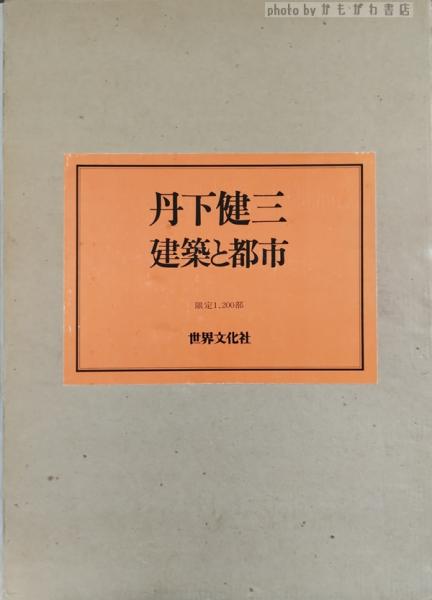 photo by かもがわ書店
丹下健三
建築と都市
限定1,200部
世界文化社